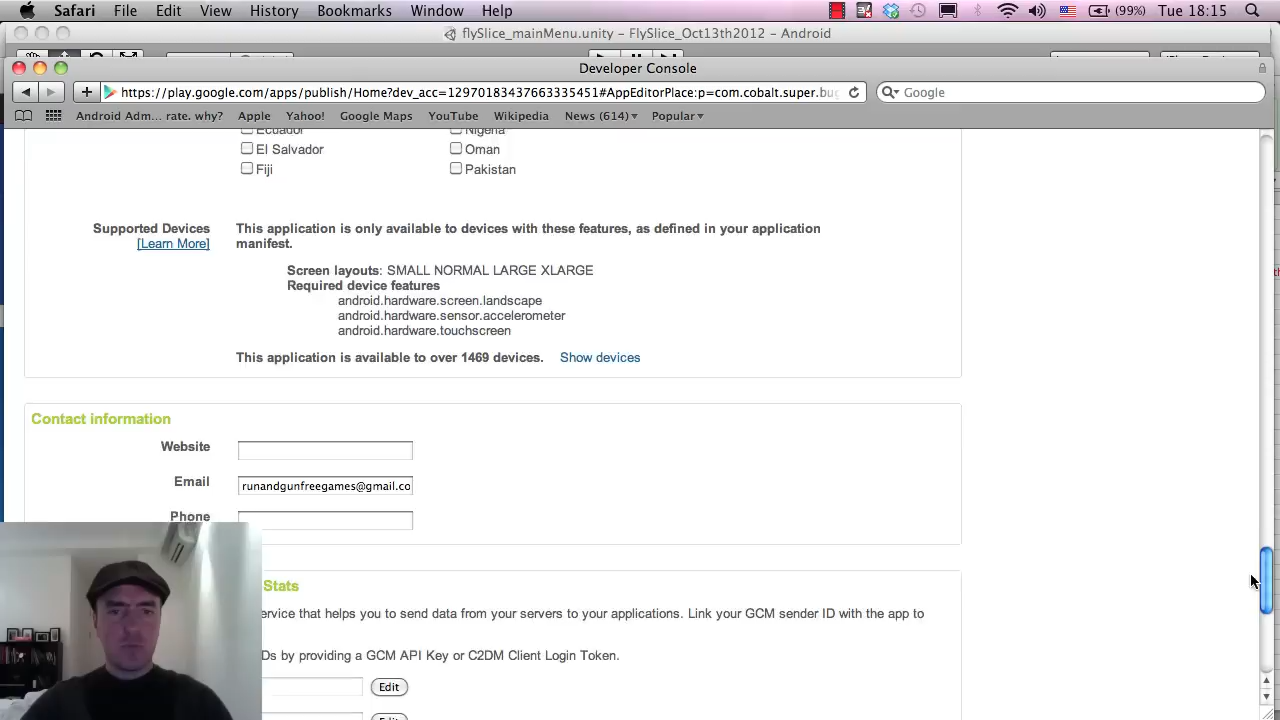 Safari File Edit View History Bookmarks Window Help (99%) Tue 18:15
flySlice_mainMenu.unity - FlySlice_Oct13th2012 - Android
Developer Console
https://play.google.com/apps/publish/Home?dev_acc=12970183437663335451#AppEditorPlace:p=com.cobalt.super.bug Google
Android Adm... rate. why? Apple Yahoo! Google Maps YouTube Wikipedia News (614) Popular
Ecuador Nigeria
El Salvador Oman
Fiji Pakistan
Supported Devices This application is only available to devices with these features, as defined in your application
[Learn More] manifest.
Screen layouts: SMALL NORMAL LARGE XLARGE
Required device features
android.hardware.screen.landscape
android.hardware.sensor.accelerometer
android.hardware.touchscreen
This application is available to over 1469 devices. Show devices
Contact information
Website
Email runandgunfreegames@gmail.co
Phone
Stats
ervice that helps you to send data from your servers to your applications. Link your GCM sender ID with the app to
Ds by providing a GCM API Key or C2DM Client Login Token.
Edit
Edit